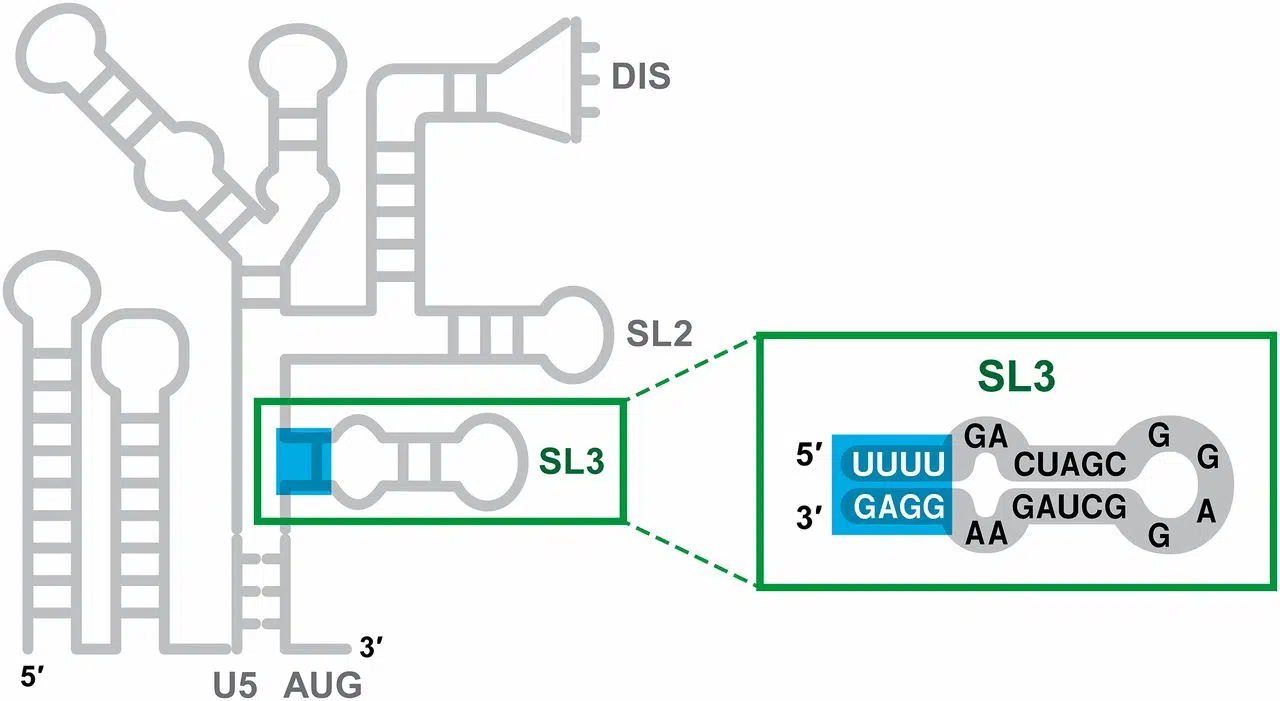 DIS
SL2
SL3
5′
3′
U5 AUG
SL3
5′ UUUU GA CUAGC G G A G
3′ GAGG AA GAUCG